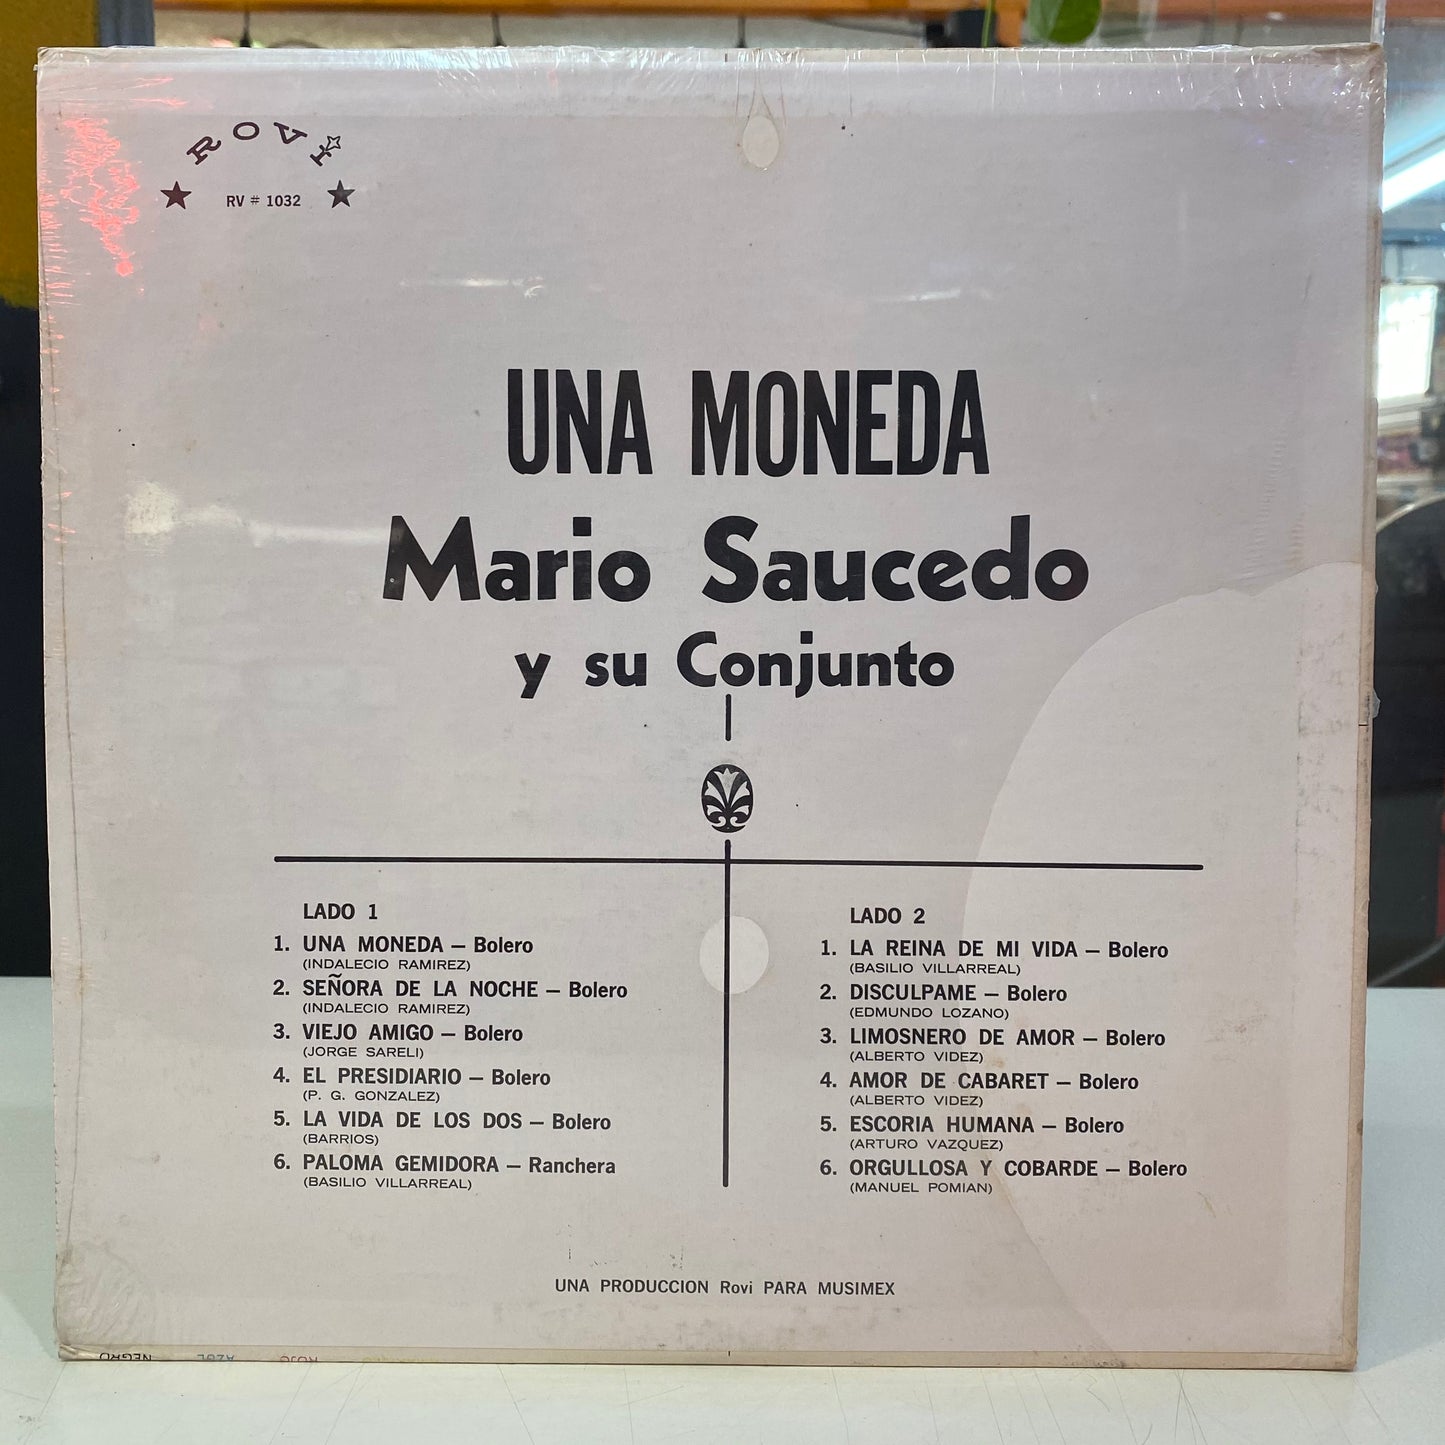 ROVI
RV # 1032
UNA MONEDA
Mario Saucedo
y su Conjunto
LADO 1
1. UNA MONEDA — Bolero
(INDALECIO RAMIREZ)
2. SEÑORA DE LA NOCHE — Bolero
(INDALECIO RAMIREZ)
3. VIEJO AMIGO — Bolero
(JORGE SARELI)
4. EL PRESIDIARIO — Bolero
(P. G. GONZALEZ)
5. LA VIDA DE LOS DOS — Bolero
(BARRIOS)
6. PALOMA GEMIDORA — Ranchera
(BASILIO VILLARREAL)
LADO 2
1. LA REINA DE MI VIDA — Bolero
(BASILIO VILLARREAL)
2. DISCULPAME — Bolero
(EDMUNDO LOZANO)
3. LIMOSNERO DE AMOR — Bolero
(ALBERTO VIDEZ)
4. AMOR DE CABARET — Bolero
(ALBERTO VIDEZ)
5. ESCORIA HUMANA — Bolero
(ARTURO VAZQUEZ)
6. ORGULLOSA Y COBARDE — Bolero
(MANUEL POMIAN)
UNA PRODUCCION Rovi PARA MUSIMEX
NEGRO AZUL ROJO